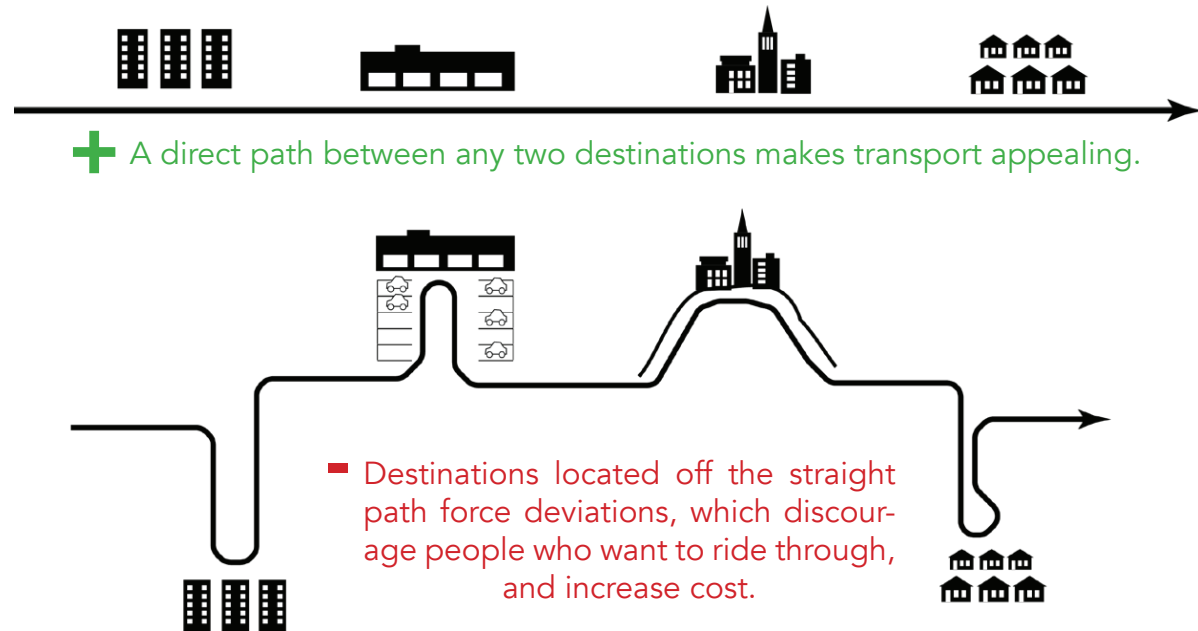 + A direct path between any two destinations makes transport appealing.
- Destinations located off the straight
path force deviations, which discour-
age people who want to ride through,
and increase cost.